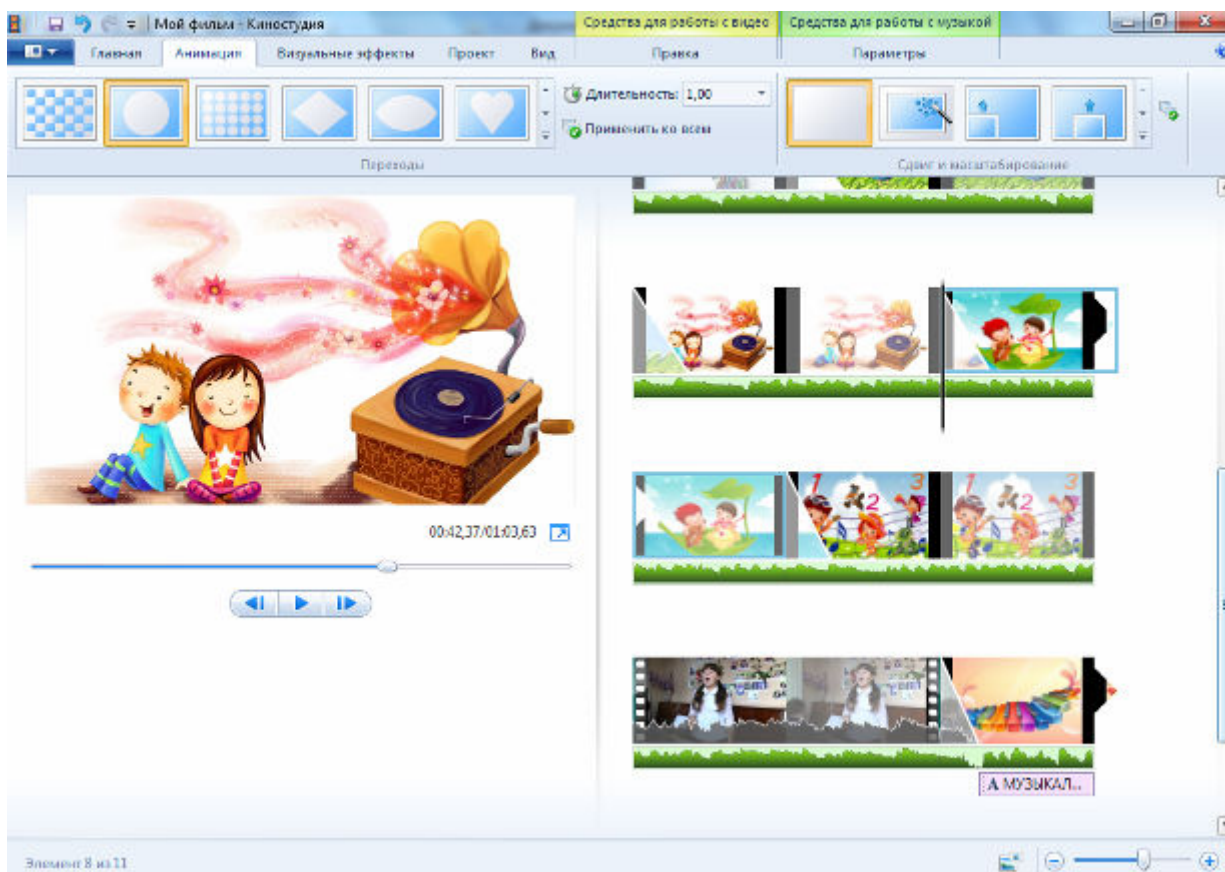 Мой фильм - Киностудия
Средства для работы с видео
Средства для работы с музыкой
Главная
Анимация
Визуальные эффекты
Проект
Вид
Правка
Параметры
Длительность: 1,00
Применить ко всем
Переходы
Сдвиг и масштабирование
00:42,37/01:03,63
1 2 3
1 2 3
A МУЗЫКАЛ...
Элемент 8 из 11